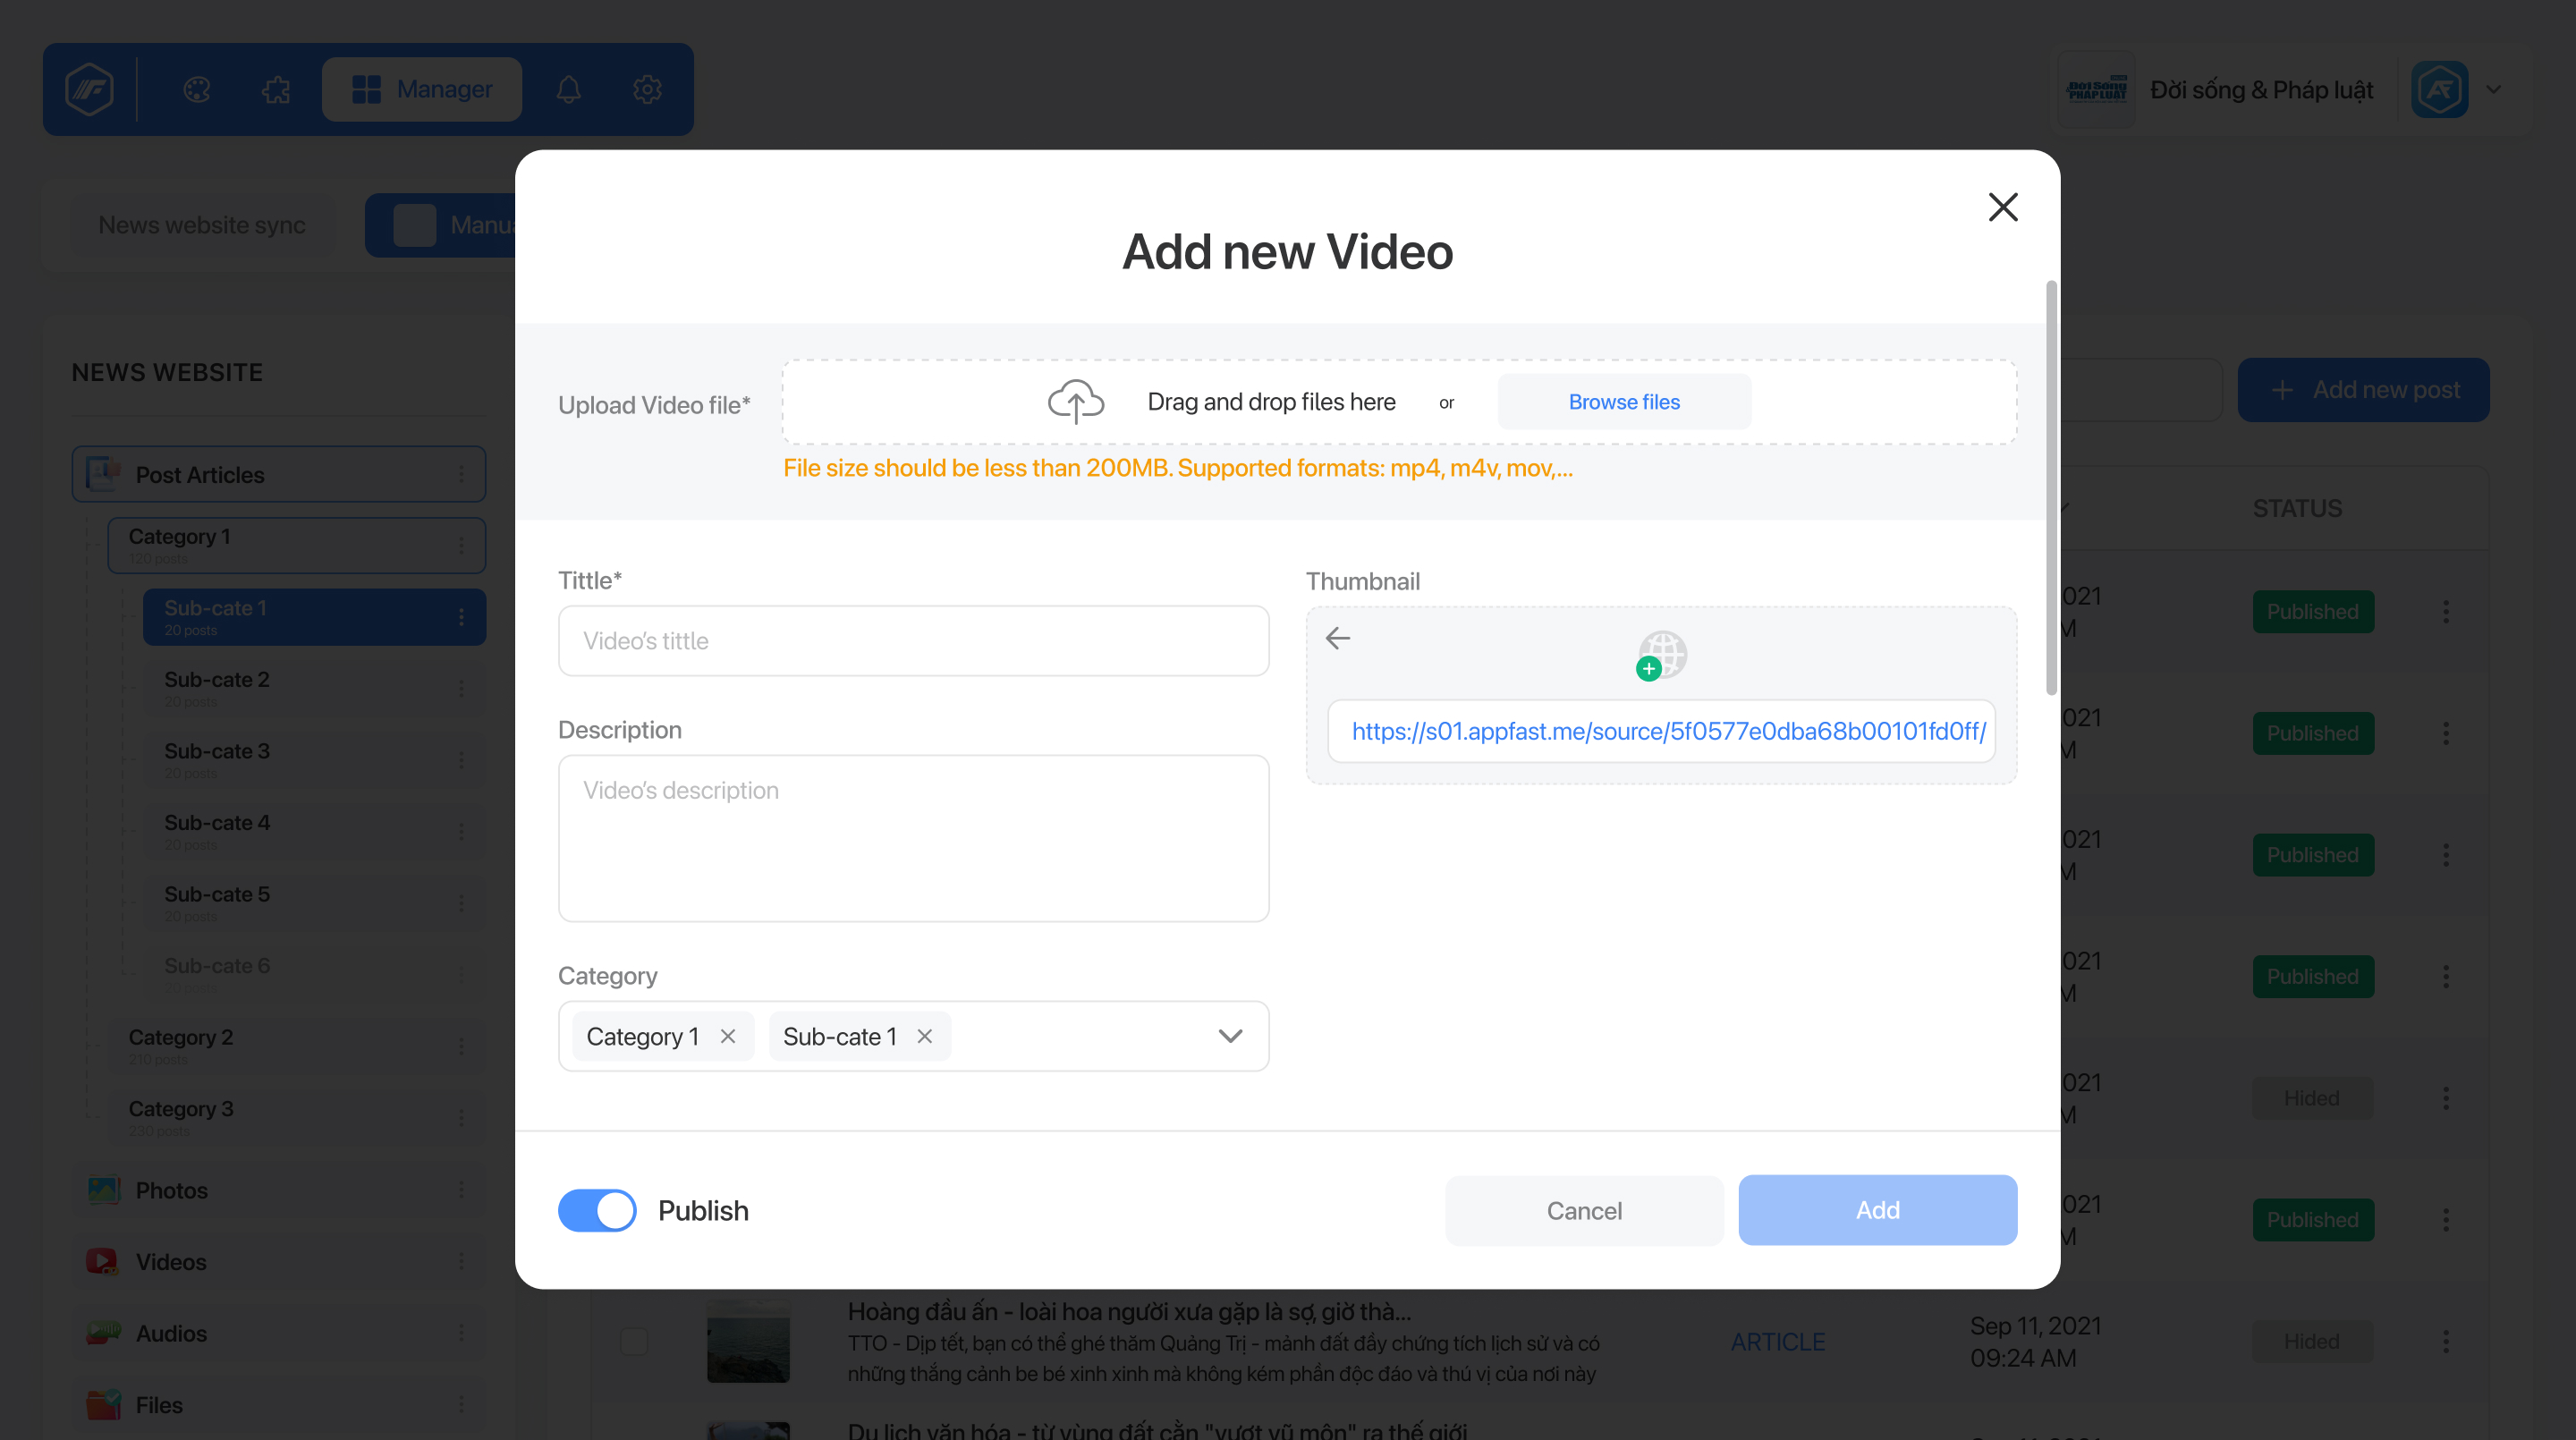 Manager
Đời sống PHÁP LUẬT
Đời sống & Pháp luật
News website sync
Manua
Add new Video
NEWS WEBSITE
Upload Video file*
Drag and drop files here
or
Browse files
File size should be less than 200MB. Supported formats: mp4, m4v, mov,...
Add new post
Post Articles
Category 1
120 posts
Sub-cate 1
20 posts
Sub-cate 2
20 posts
Sub-cate 3
20 posts
Sub-cate 4
20 posts
Sub-cate 5
20 posts
Sub-cate 6
20 posts
Category 2
210 posts
Category 3
230 posts
Photos
Videos
Audios
Files
Tittle*
Video's tittle
Description
Video's description
Category
Category 1
Sub-cate 1
Thumbnail
https://s01.appfast.me/source/5f0577e0dba68b00101fd0ff/
Publish
Cancel
Add
STATUS
021
M
Published
021
M
Published
021
M
Published
021
M
Published
021
M
Hided
021
M
Published
Hoàng đầu ấn - loài hoa người xưa gặp là sợ, giờ thà...
TTO - Dịp tết, bạn có thể ghé thăm Quảng Trị - mảnh đất đầy chứng tích lịch sử và có
những thắng cảnh be bé xinh xinh mà không kém phần độc đáo và thú vị của nơi này
ARTICLE
Sep 11, 2021
09:24 AM
Hided
Du lịch văn hóa - từ vùng đất cằn "vượt vũ môn" ra thế giới